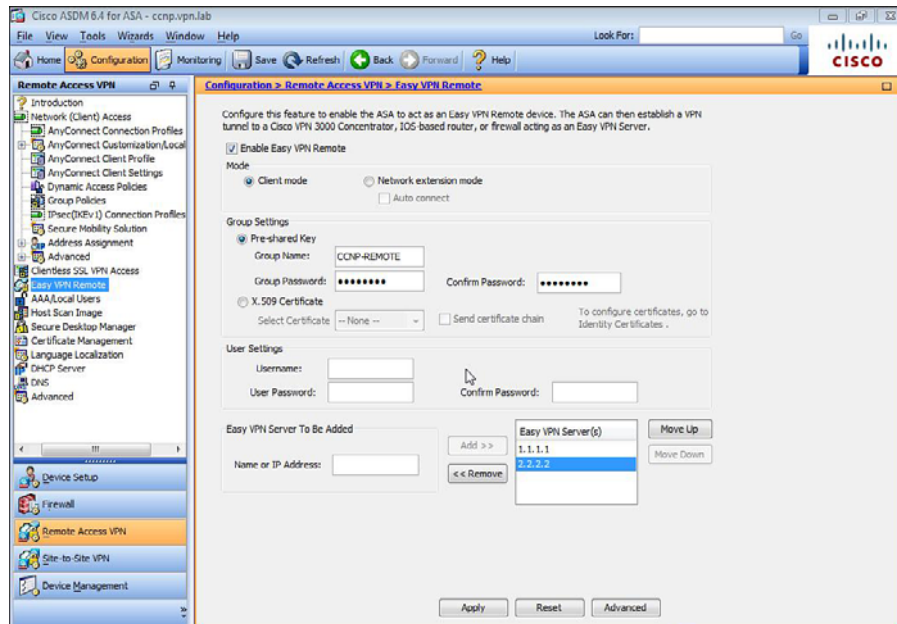 Cisco ASDM 6.4 for ASA - ccnp.vpn.lab
File View Tools Wizards Window Help
Look For:
Go
Home Configuration Monitoring Save Refresh Back Forward Help
CISCO
Remote Access VPN
Introduction
Network (Client) Access
AnyConnect Connection Profiles
AnyConnect Customization/Local
AnyConnect Client Profile
AnyConnect Client Settings
Dynamic Access Policies
Group Policies
IPsec(IKEv1) Connection Profiles
Secure Mobility Solution
Address Assignment
Advanced
Clientless SSL VPN Access
Easy VPN Remote
AAA/Local Users
Host Scan Image
Secure Desktop Manager
Certificate Management
Language Localization
DHCP Server
DNS
Advanced
Device Setup
Firewall
Remote Access VPN
Site-to-Site VPN
Device Management
Configuration > Remote Access VPN > Easy VPN Remote
Configure this feature to enable the ASA to act as an Easy VPN Remote device. The ASA can then establish a VPN
tunnel to a Cisco VPN 3000 Concentrator, IOS-based router, or firewall acting as an Easy VPN Server.
Enable Easy VPN Remote
Mode
Client mode Network extension mode
Auto connect
Group Settings
Pre-shared Key
Group Name: CCNP-REMOTE
Group Password: •••••••• Confirm Password: ••••••••
X.509 Certificate
Select Certificate -- None -- Send certificate chain
To configure certificates, go to
Identity Certificates .
User Settings
Username:
User Password: Confirm Password:
Easy VPN Server To Be Added
Name or IP Address:
Add >>
<< Remove
Easy VPN Server(s)
1.1.1.1
2.2.2.2
Move Up
Move Down
Apply Reset Advanced